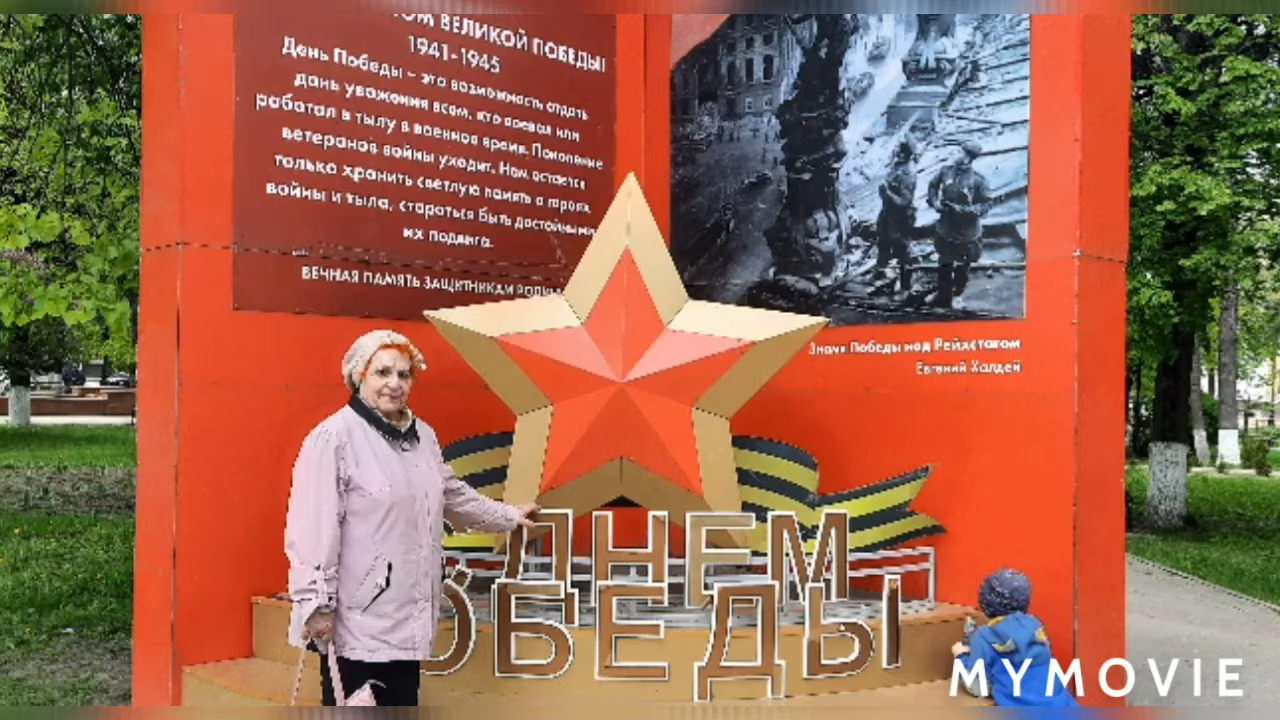 ВЕЛИКОЙ ПОБЕДЫ!
1941-1945
День Победы - это возможность отдать
дань уважения всем, кто воевал или
работал в тылу в военное время. Поколение
ветеранов войны уходит. Нам остается
только хранить светлую память о героях
войны и тыла, стараться быть достойными
их подвига.
ВЕЧНАЯ ПАМЯТЬ ЗАЩИТНИКАМ
Знамя Победы над Рейхстагом
Евгений Халдей
ДНЕМ
ОБЕДЫ
MYMOVIE